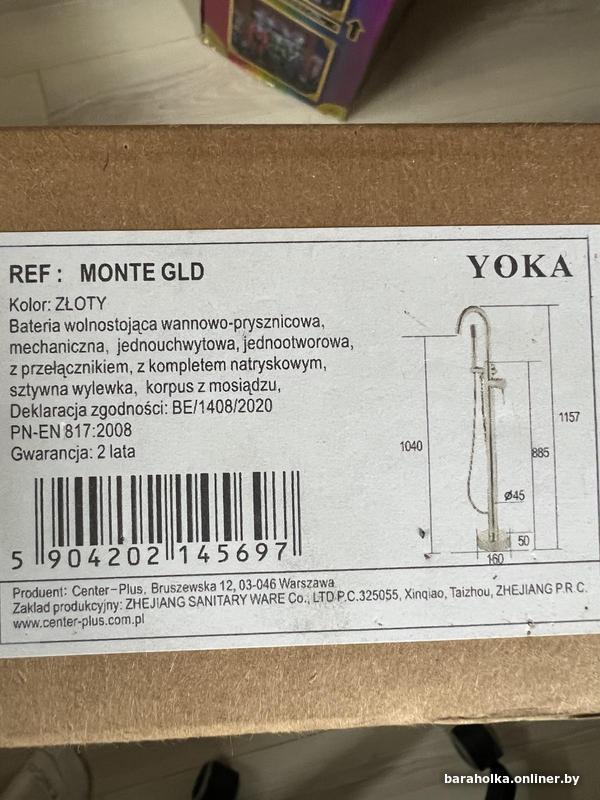 REF: MONTE GLD
YOKA
Kolor: ZŁOTY
Bateria wolnostojąca wannowo-prysznicowa,
mechaniczna, jednouchwytowa, jednootworowa,
z przełącznikiem, z kompletem natryskowym,
sztywna wylewka, korpus z mosiądzu,
Deklaracja zgodności: BE/1408/2020
PN-EN 817:2008
Gwarancja: 2 lata
1040
1157
885
Ø45
50
160
5 904202 145697
Produent: Center-Plus, Bruszewska 12, 03-046 Warszawa
Zaklad produkcyjny: ZHEJIANG SANITARY WARE Co., LTD P.C.325055, Xinqiao, Taizhou, ZHEJIANG P.R C.
www.center-plus.com.pl
baraholka.onliner.by